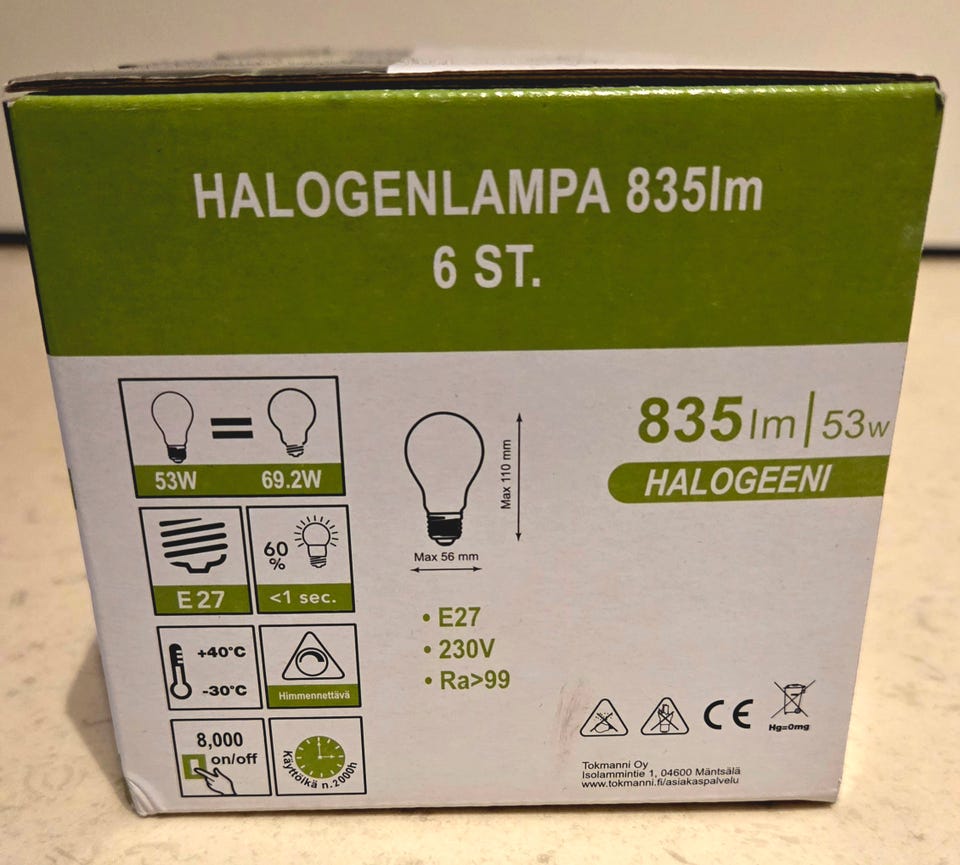 HALOGENLAMPA 835lm
6 ST.
53W
69.2W
E27
60
%
<1 sec.
+40°C
-30°C
Himmennettävä
8,000
on/off
Käyttöikä n.2000h
Max 110 mm
Max 56 mm
• E27
• 230V
• Ra>99
835lm|53w
HALOGEENI
CE
Hg=0mg
Tokmanni Oy
Isolammintie 1, 04600 Mäntsälä
www.tokmanni.fi/asiakaspalvelu